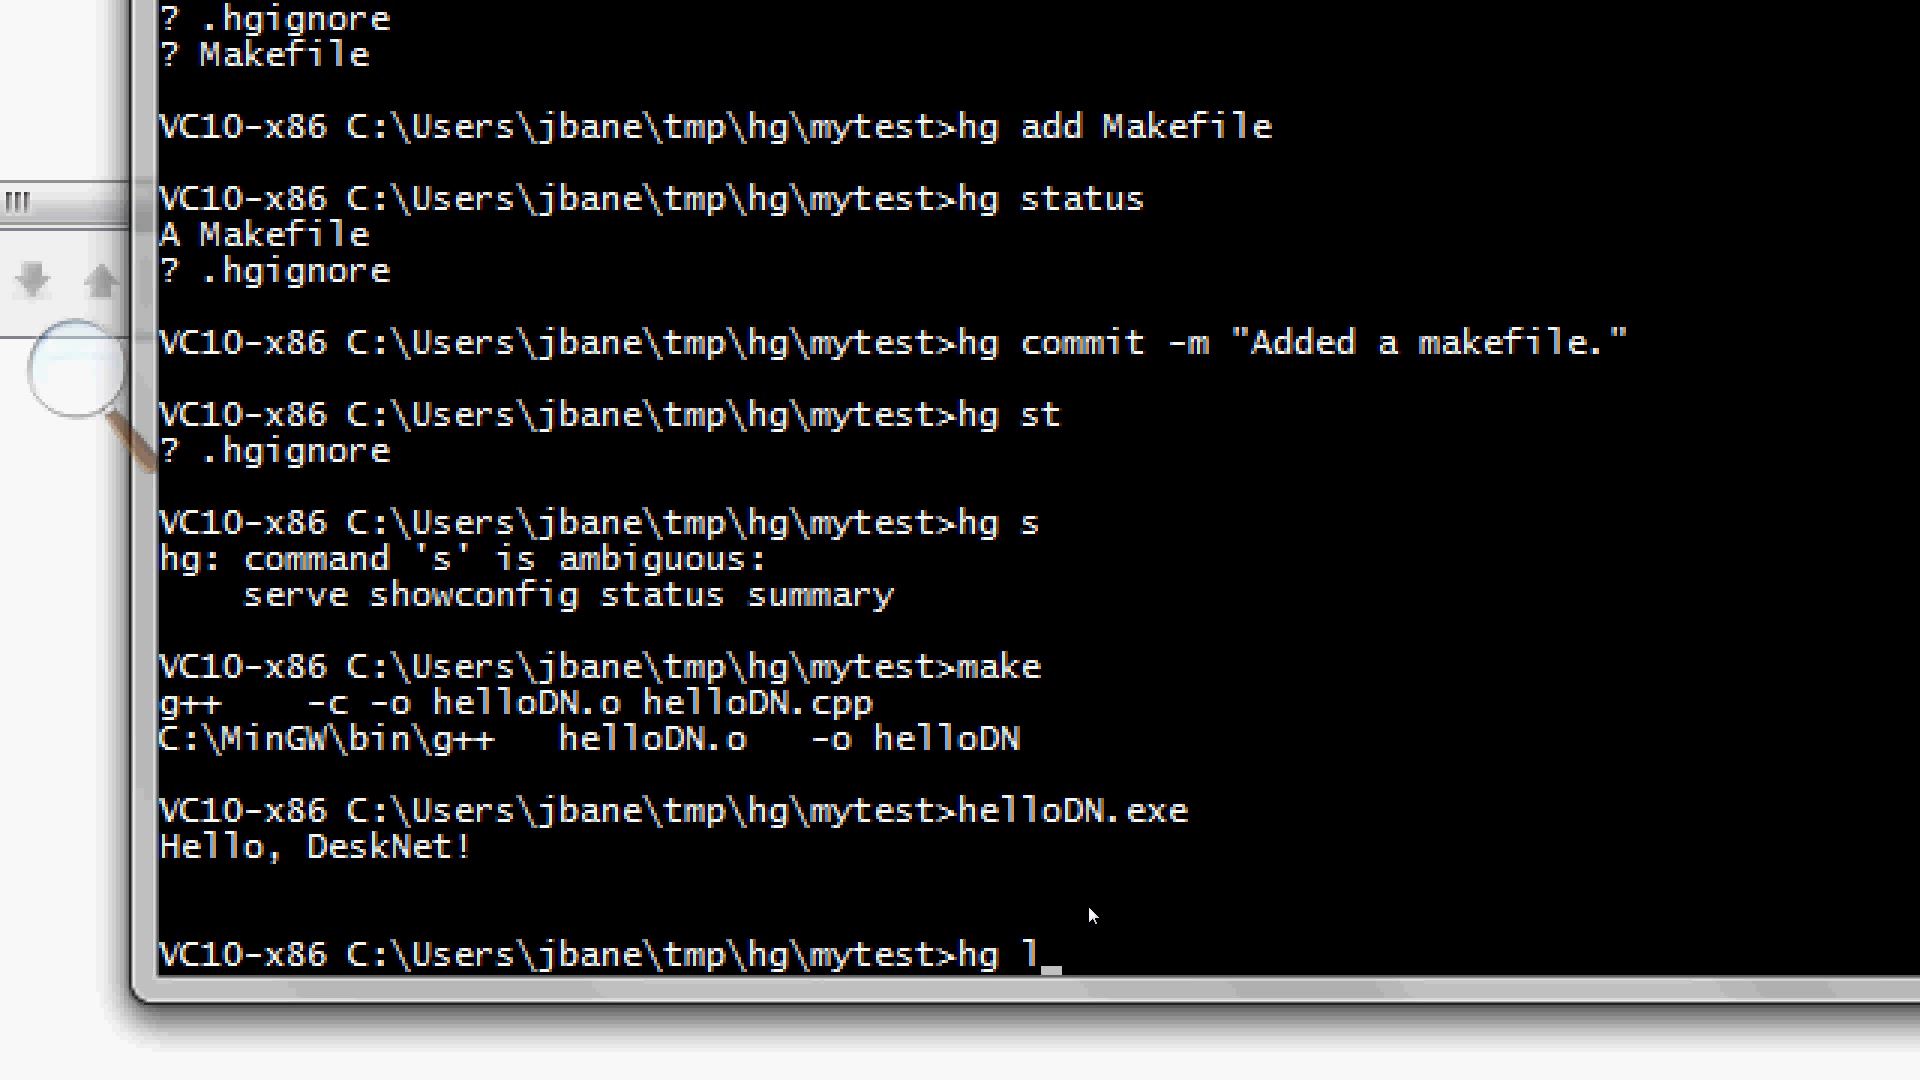 ? .hgignore
? Makefile
VC10-x86 C:\Users\jbane\tmp\hg\mytest>hg add Makefile
VC10-x86 C:\Users\jbane\tmp\hg\mytest>hg status
A Makefile
? .hgignore
VC10-x86 C:\Users\jbane\tmp\hg\mytest>hg commit -m "Added a makefile."
VC10-x86 C:\Users\jbane\tmp\hg\mytest>hg st
? .hgignore
VC10-x86 C:\Users\jbane\tmp\hg\mytest>hg s
hg: command 's' is ambiguous:
    serve showconfig status summary
VC10-x86 C:\Users\jbane\tmp\hg\mytest>make
g++    -c -o helloDN.o helloDN.cpp
C:\MinGW\bin\g++   helloDN.o   -o helloDN
VC10-x86 C:\Users\jbane\tmp\hg\mytest>helloDN.exe
Hello, DeskNet!
VC10-x86 C:\Users\jbane\tmp\hg\mytest>hg l